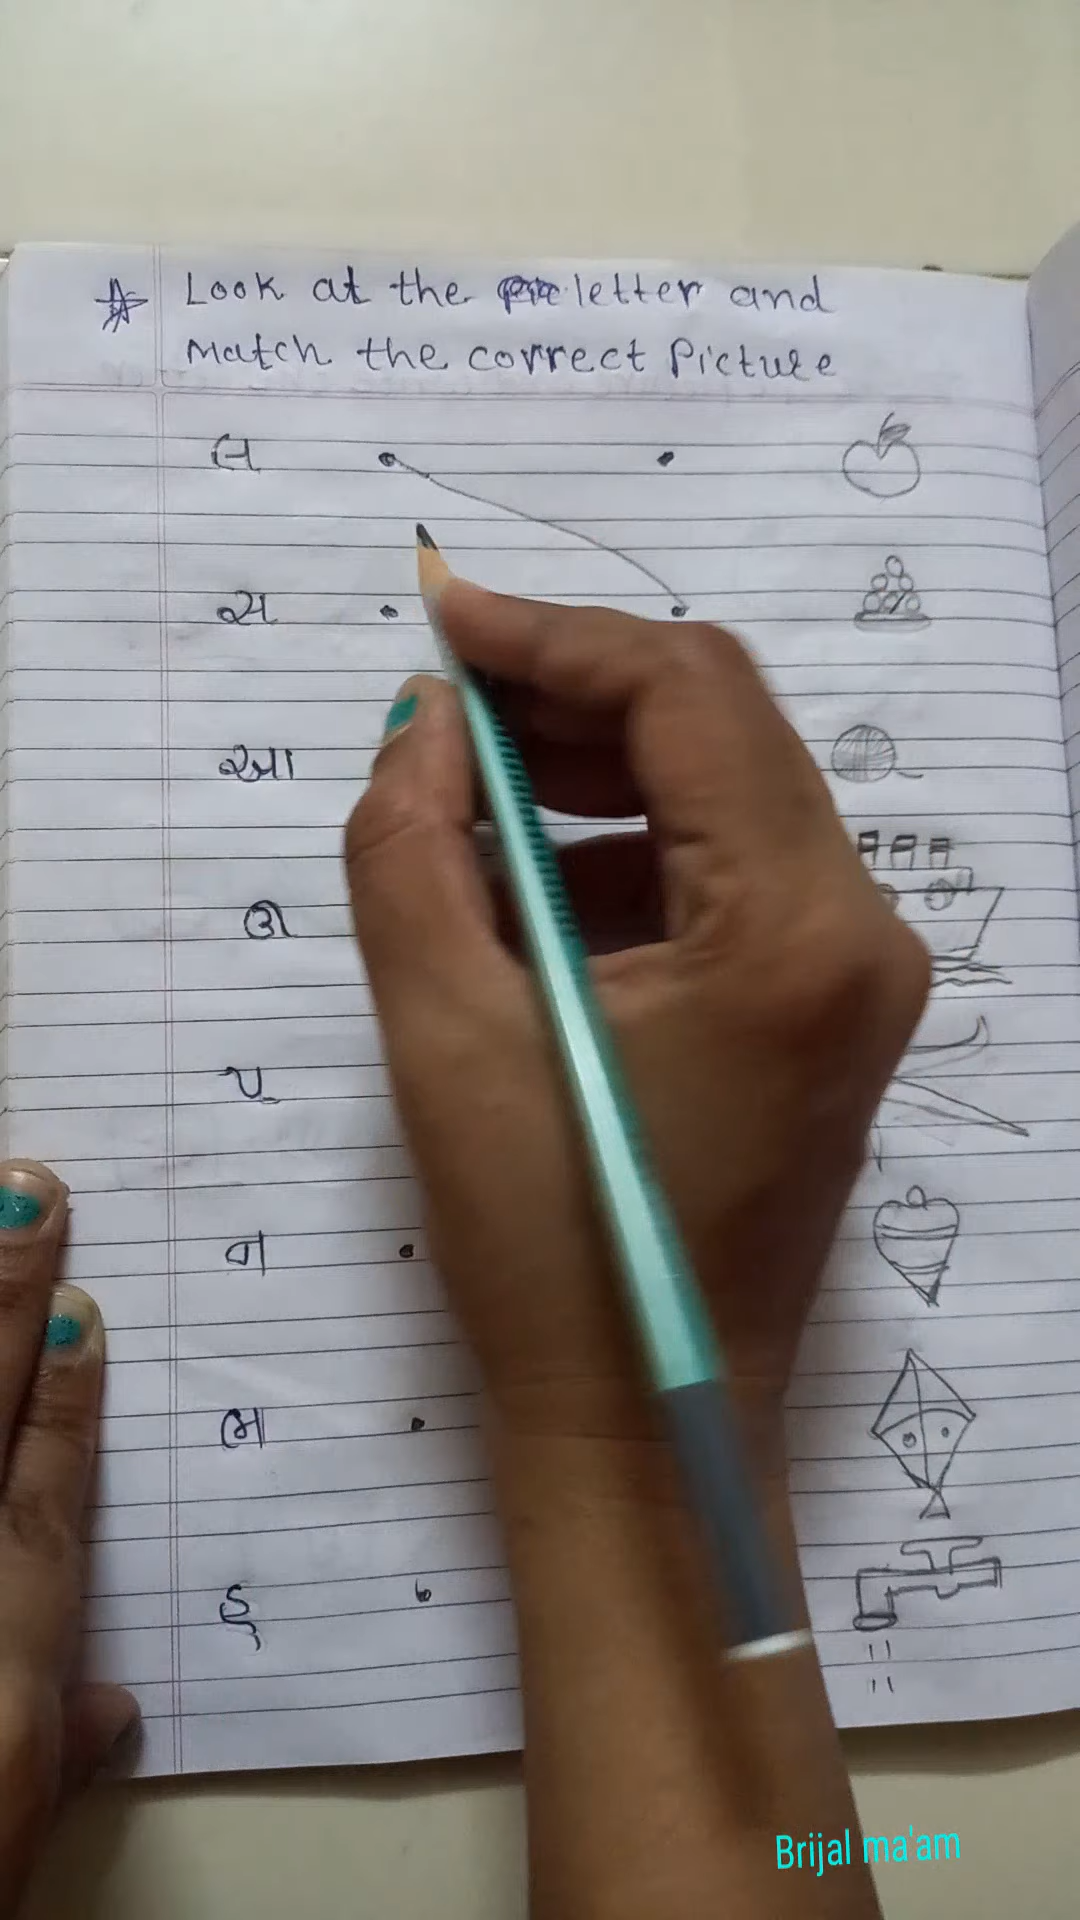 Look at the letter and
Match the correct Picture
લ
સ
આ
ઊ
પ
ન
ભ
હ
Brijal ma'am